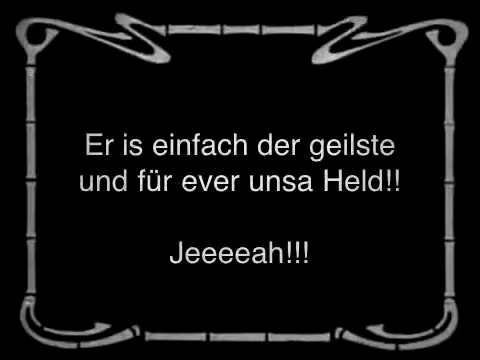 Er is einfach der geilste
und für ever unsa Held!!
Jeeeeah!!!